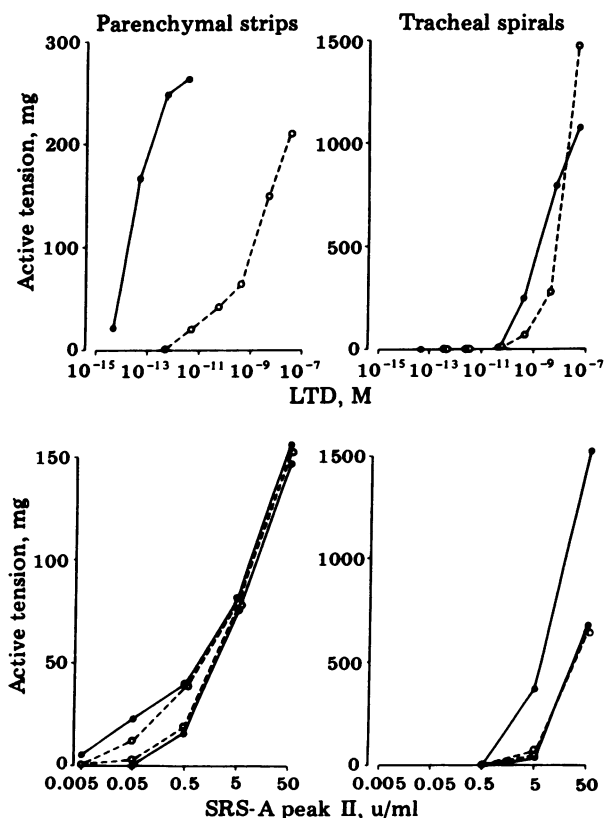 Parenchymal strips
Tracheal spirals
Active tension, mg
300
200
100
0
1500
1000
500
0
10⁻¹⁵ 10⁻¹³ 10⁻¹¹ 10⁻⁹ 10⁻⁷
10⁻¹⁵ 10⁻¹³ 10⁻¹¹ 10⁻⁹ 10⁻⁷
LTD, M
Active tension, mg
150
100
50
0
1500
1000
500
0
0.005 0.05 0.5 5 50
0.005 0.05 0.5 5 50
SRS-A peak II, u/ml